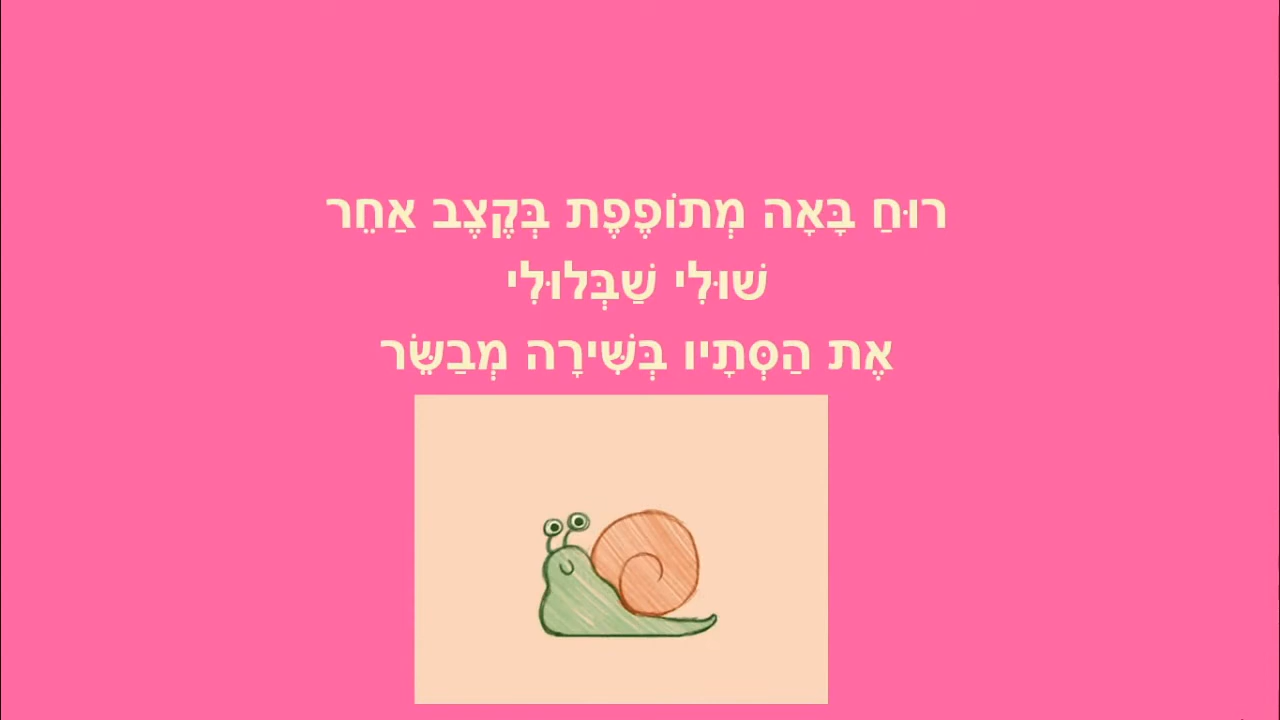 רוּחַ בָּאָה מְתוֹפֶפֶת בְּקֶצֶב אַחֵר
שׁוּלִי שַׁבְּלוּלִי
אֶת הַסְּתָיו בְּשִׁירָה מְבַשֵּׂר